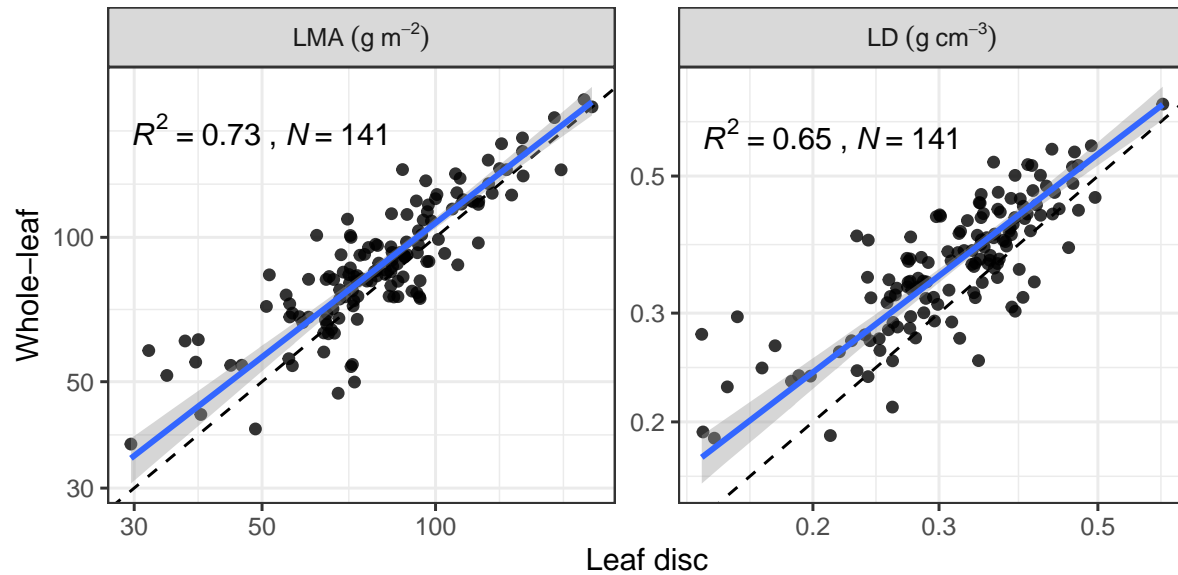 LMA (g m⁻²)
LD (g cm⁻³)
R² = 0.73 , N = 141
R² = 0.65 , N = 141
Whole–leaf
100
50
30
0.5
0.3
0.2
30 50 100
0.2 0.3 0.5
Leaf disc